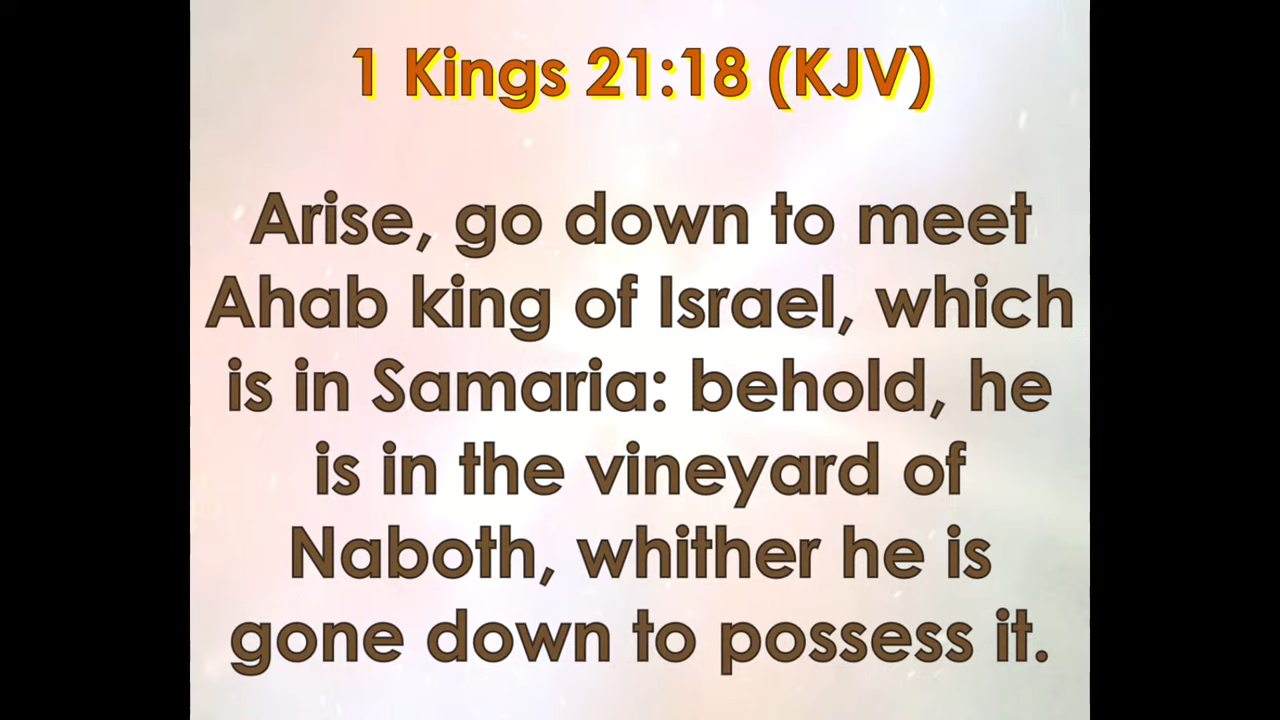 1 Kings 21:18 (KJV)
Arise, go down to meet
Ahab king of Israel, which
is in Samaria: behold, he
is in the vineyard of
Naboth, whither he is
gone down to possess it.